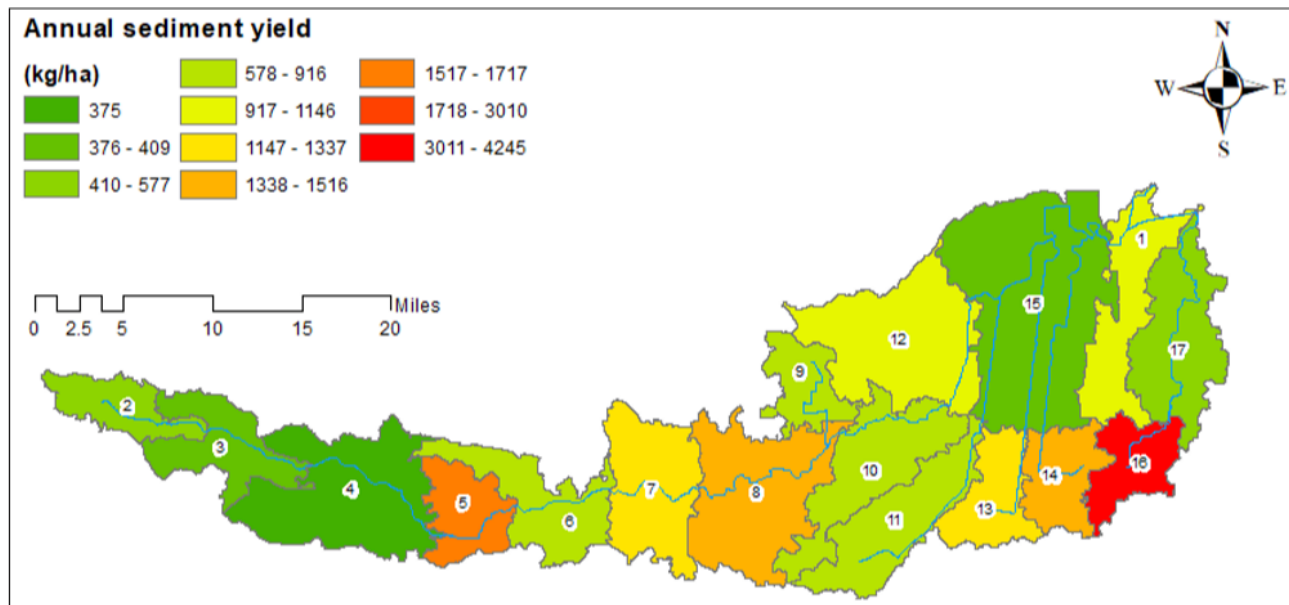 Annual sediment yield
(kg/ha)
375
376 - 409
410 - 577
578 - 916
917 - 1146
1147 - 1337
1338 - 1516
1517 - 1717
1718 - 3010
3011 - 4245
N
W E
S
Miles
0 2.5 5 10 15 20
1
15
12
17
9
2
3
16
10
14
4
8
7
5
13
11
6